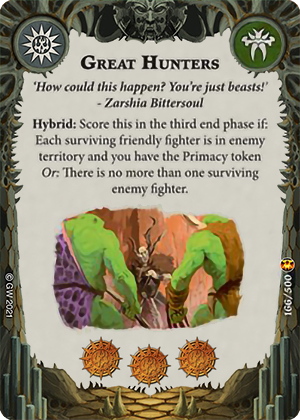 GREAT HUNTERS
'How could this happen? You're just beasts!'
- Zarshia Bittersoul
Hybrid: Score this in the third end phase if:
Each surviving friendly fighter is in enemy
territory and you have the Primacy token
Or: There is no more than one surviving
enemy fighter.
© GW 2021
166/500